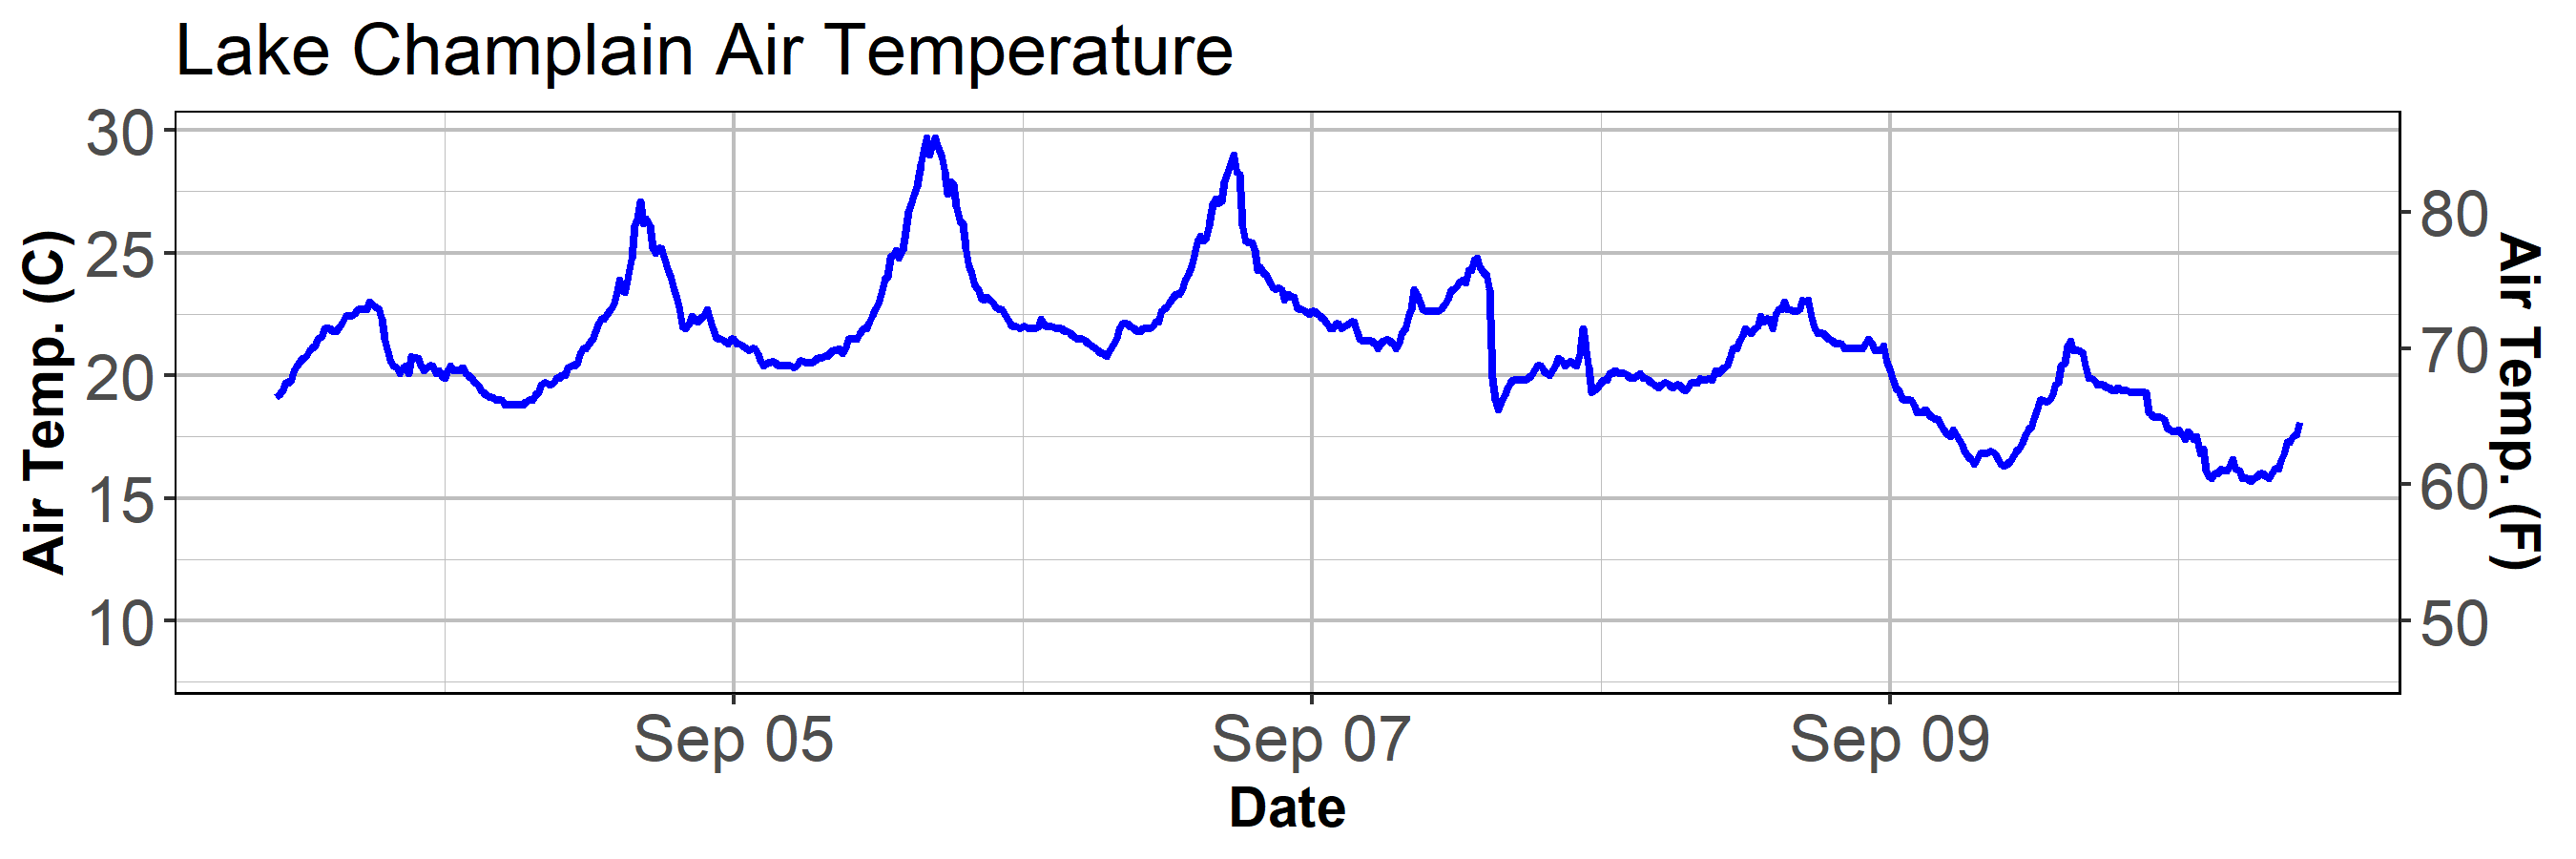 Lake Champlain Air Temperature
Air Temp. (C)
30
25
20
15
10
80
70
60
50
Air Temp. (F)
Sep 05 Sep 07 Sep 09
Date